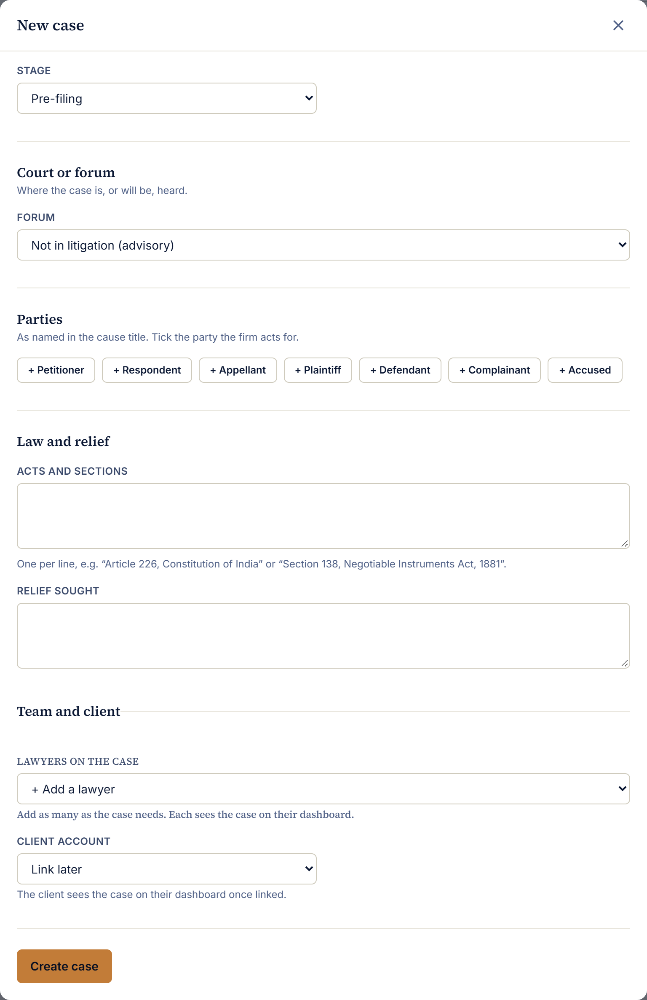 New case
STAGE
Pre-filing
Court or forum
Where the case is, or will be, heard.
FORUM
Not in litigation (advisory)
Parties
As named in the cause title. Tick the party the firm acts for.
+ Petitioner + Respondent + Appellant + Plaintiff + Defendant + Complainant + Accused
Law and relief
ACTS AND SECTIONS
One per line, e.g. “Article 226, Constitution of India” or “Section 138, Negotiable Instruments Act, 1881”.
RELIEF SOUGHT
Team and client
LAWYERS ON THE CASE
+ Add a lawyer
Add as many as the case needs. Each sees the case on their dashboard.
CLIENT ACCOUNT
Link later
The client sees the case on their dashboard once linked.
Create case